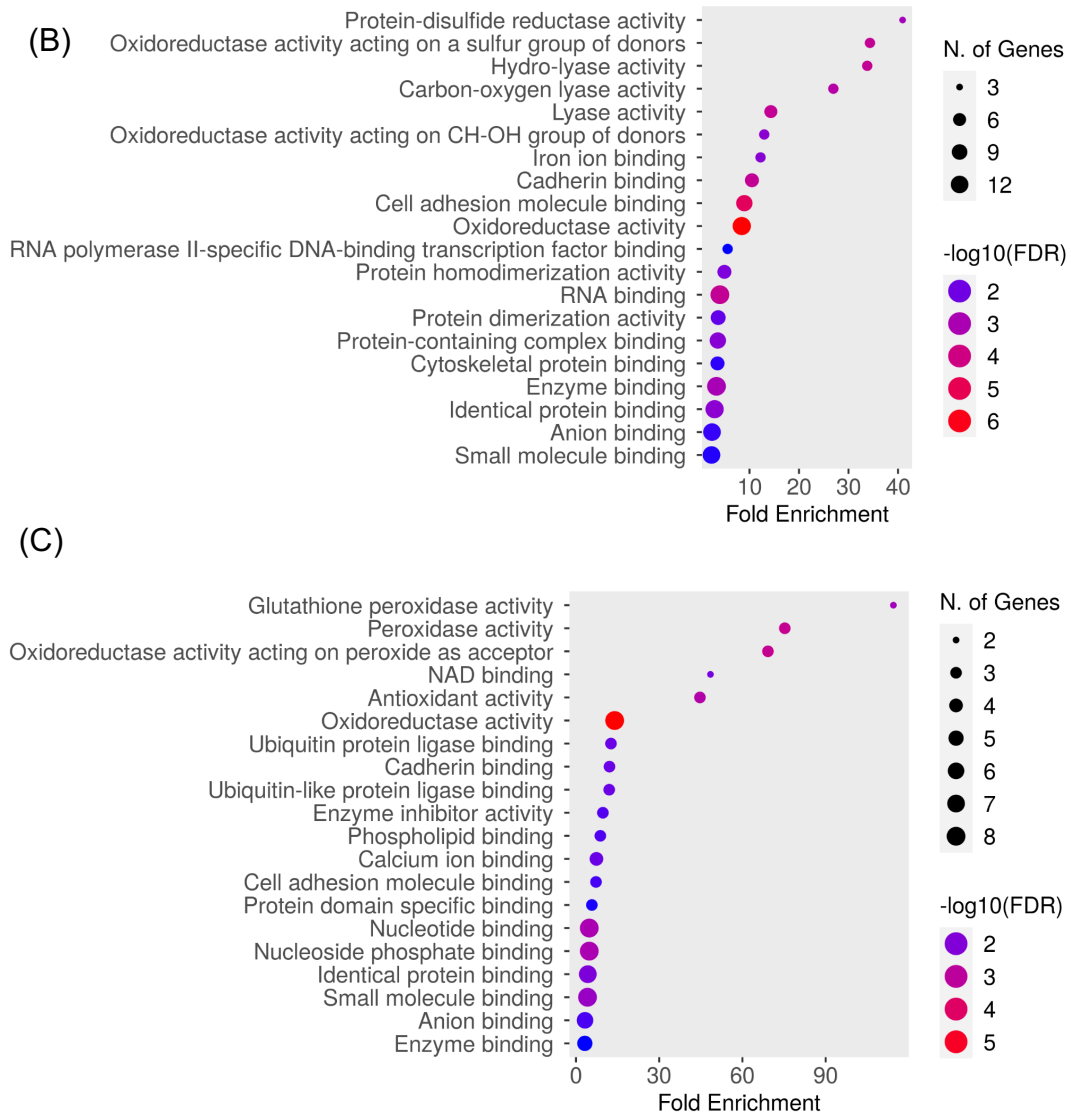 (B)
Protein-disulfide reductase activity
Oxidoreductase activity acting on a sulfur group of donors
Hydro-lyase activity
Carbon-oxygen lyase activity
Lyase activity
Oxidoreductase activity acting on CH-OH group of donors
Iron ion binding
Cadherin binding
Cell adhesion molecule binding
Oxidoreductase activity
RNA polymerase II-specific DNA-binding transcription factor binding
Protein homodimerization activity
RNA binding
Protein dimerization activity
Protein-containing complex binding
Cytoskeletal protein binding
Enzyme binding
Identical protein binding
Anion binding
Small molecule binding
10 20 30 40
Fold Enrichment
N. of Genes
3
6
9
12
-log10(FDR)
2
3
4
5
6
(C)
Glutathione peroxidase activity
Peroxidase activity
Oxidoreductase activity acting on peroxide as acceptor
NAD binding
Antioxidant activity
Oxidoreductase activity
Ubiquitin protein ligase binding
Cadherin binding
Ubiquitin-like protein ligase binding
Enzyme inhibitor activity
Phospholipid binding
Calcium ion binding
Cell adhesion molecule binding
Protein domain specific binding
Nucleotide binding
Nucleoside phosphate binding
Identical protein binding
Small molecule binding
Anion binding
Enzyme binding
0 30 60 90
Fold Enrichment
N. of Genes
2
3
4
5
6
7
8
-log10(FDR)
2
3
4
5